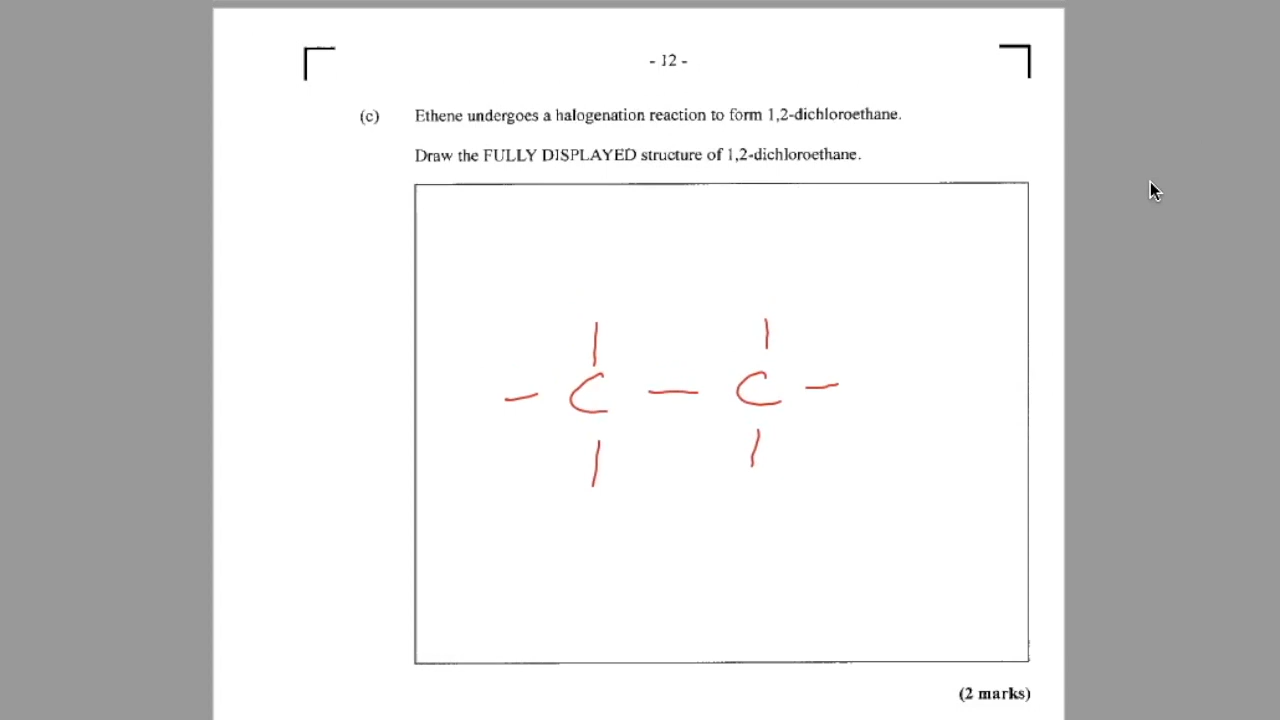 - 12 -
(c) Ethene undergoes a halogenation reaction to form 1,2-dichloroethane.
Draw the FULLY DISPLAYED structure of 1,2-dichloroethane.
- C — C -
(2 marks)